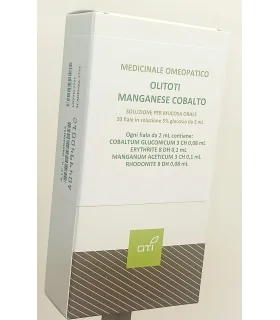 MEDICINALE OMEOPATICO
OLITOTI
MANGANESE COBALTO
SOLUZIONE PER MUCOSA ORALE
10 fiale in soluzione 5% glucosio da 2 mL
Ogni fiala da 2 mL contiene:
COBALTUM GLUCONICUM 3 CH 0,08 mL
ERYTHRITE 8 DH 0,1 mL
MANGANUM ACETICUM 3 CH 0,1 mL
RHODONITE 8 DH 0,08 mL
OTI